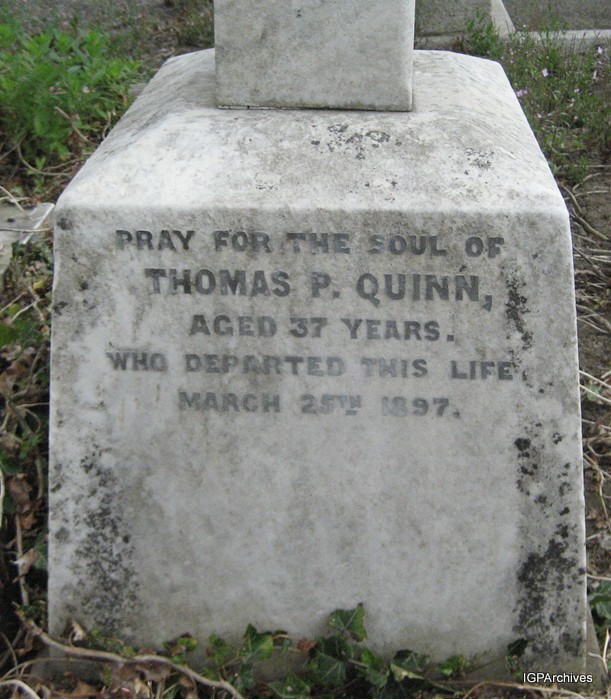 PRAY FOR THE SOUL OF
THOMAS P. QUINN,
AGED 37 YEARS.
WHO DEPARTED THIS LIFE
MARCH 25TH 1897.
IGPArchives